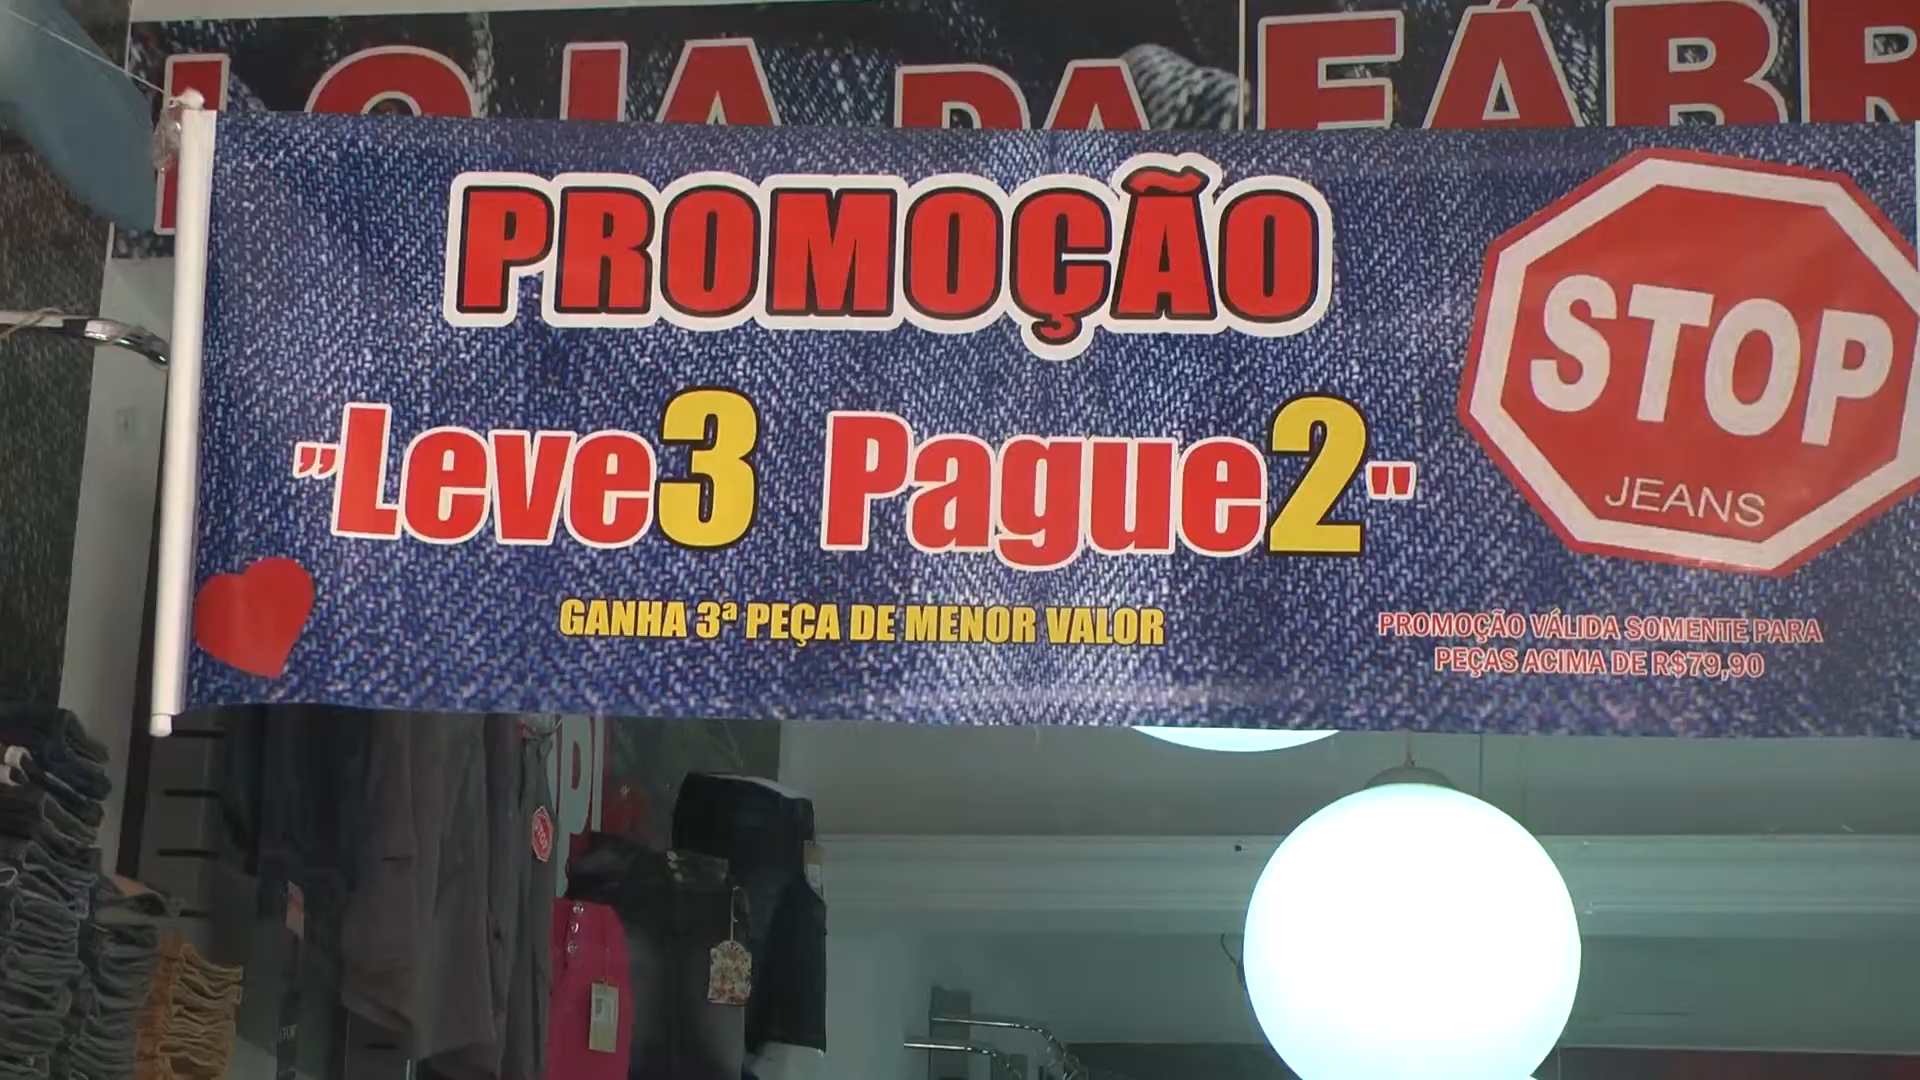 LOJA DA FÁBR
PROMOÇÃO
"Leve3 Pague2"
STOP
JEANS
GANHA 3ª PEÇA DE MENOR VALOR
PROMOÇÃO VÁLIDA SOMENTE PARA
PEÇAS ACIMA DE R$79,90
STOP